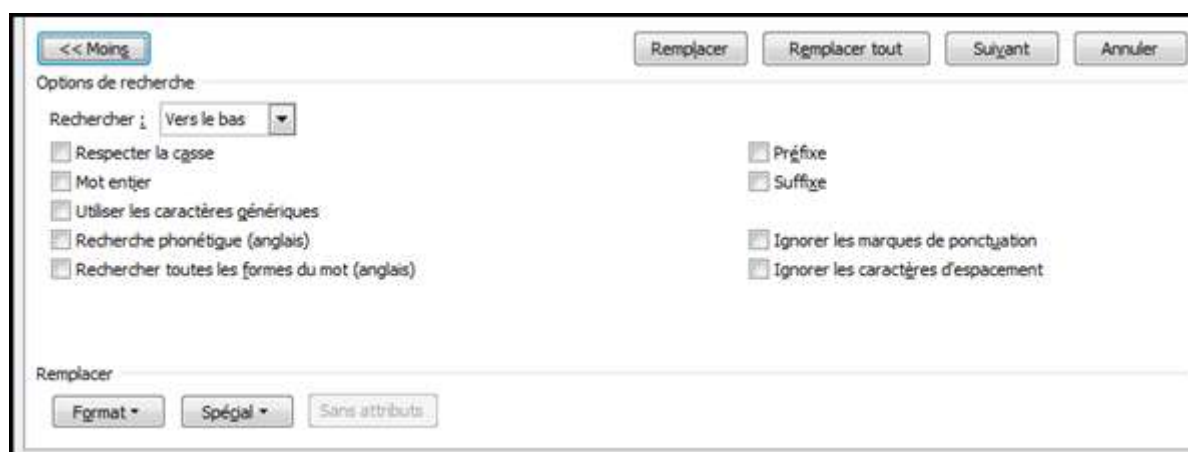 << Moins Remplacer Remplacer tout Suivant Annuler
Options de recherche
Rechercher : Vers le bas
Respecter la casse Préfixe
Mot entier Suffixe
Utiliser les caractères génériques
Recherche phonétique (anglais) Ignorer les marques de ponctuation
Rechercher toutes les formes du mot (anglais) Ignorer les caractères d'espacement
Remplacer
Format Spécial Sans attributs